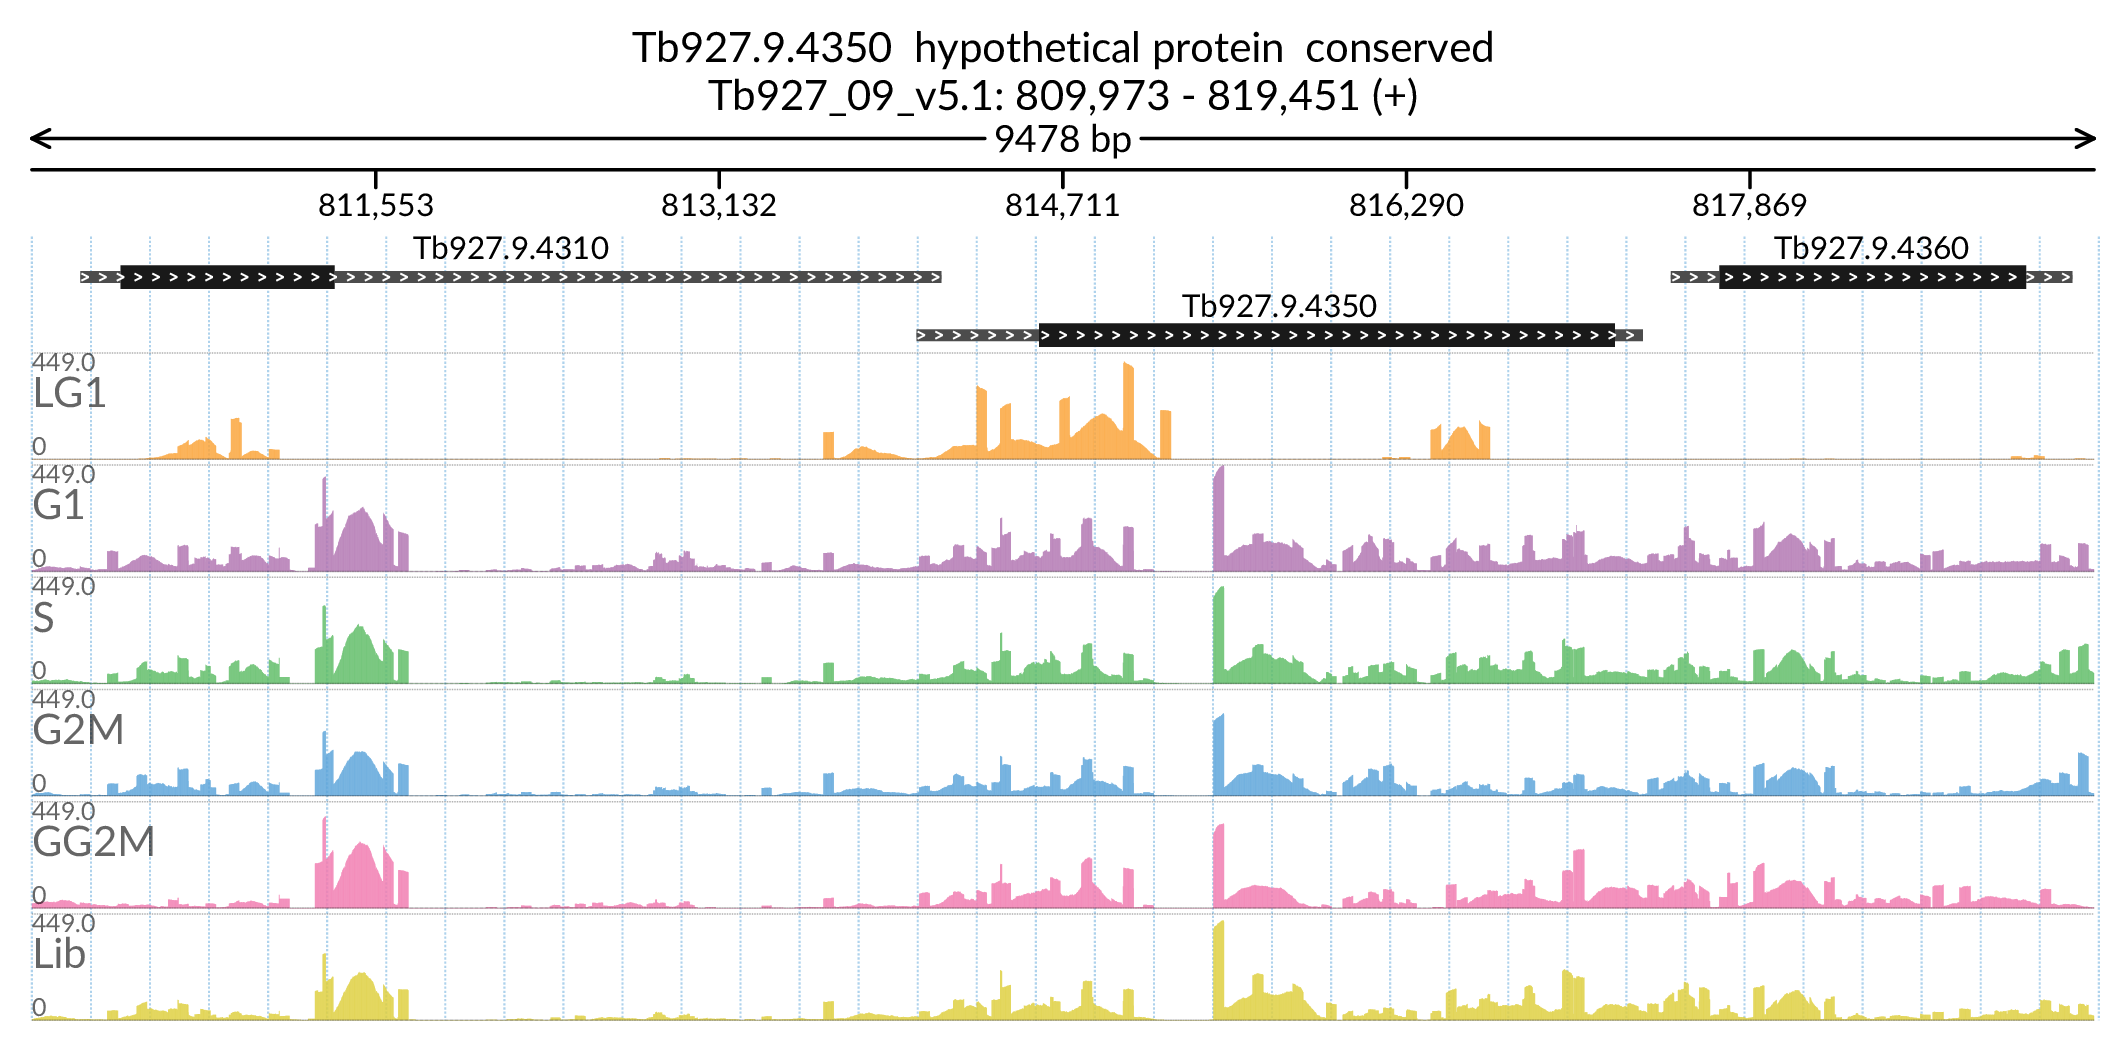 Tb927.9.4350  hypothetical protein  conserved
Tb927_09_v5.1: 809,973 - 819,451 (+)
9478 bp
811,553 813,132 814,711 816,290 817,869
Tb927.9.4310 Tb927.9.4360
Tb927.9.4350
449.0
LG1
0
449.0
G1
0
449.0
S
0
449.0
G2M
0
449.0
GG2M
0
449.0
Lib
0